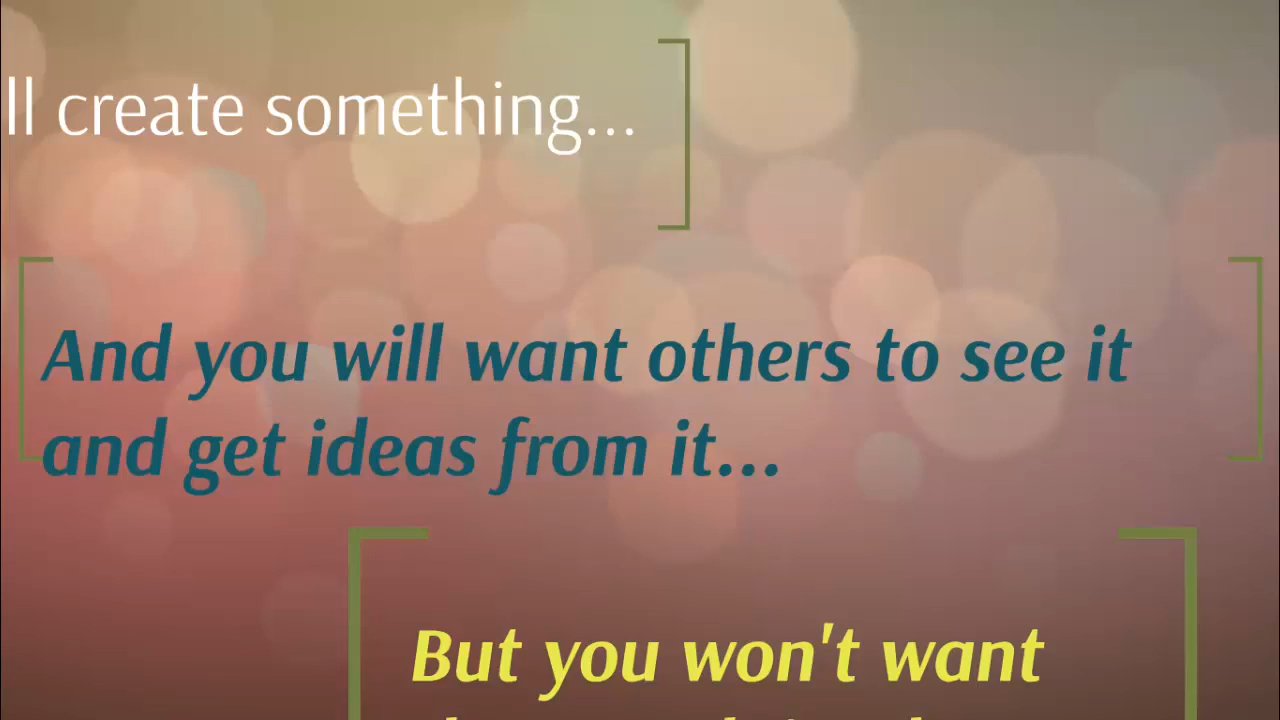 ll create something...
And you will want others to see it
and get ideas from it...
But you won't want